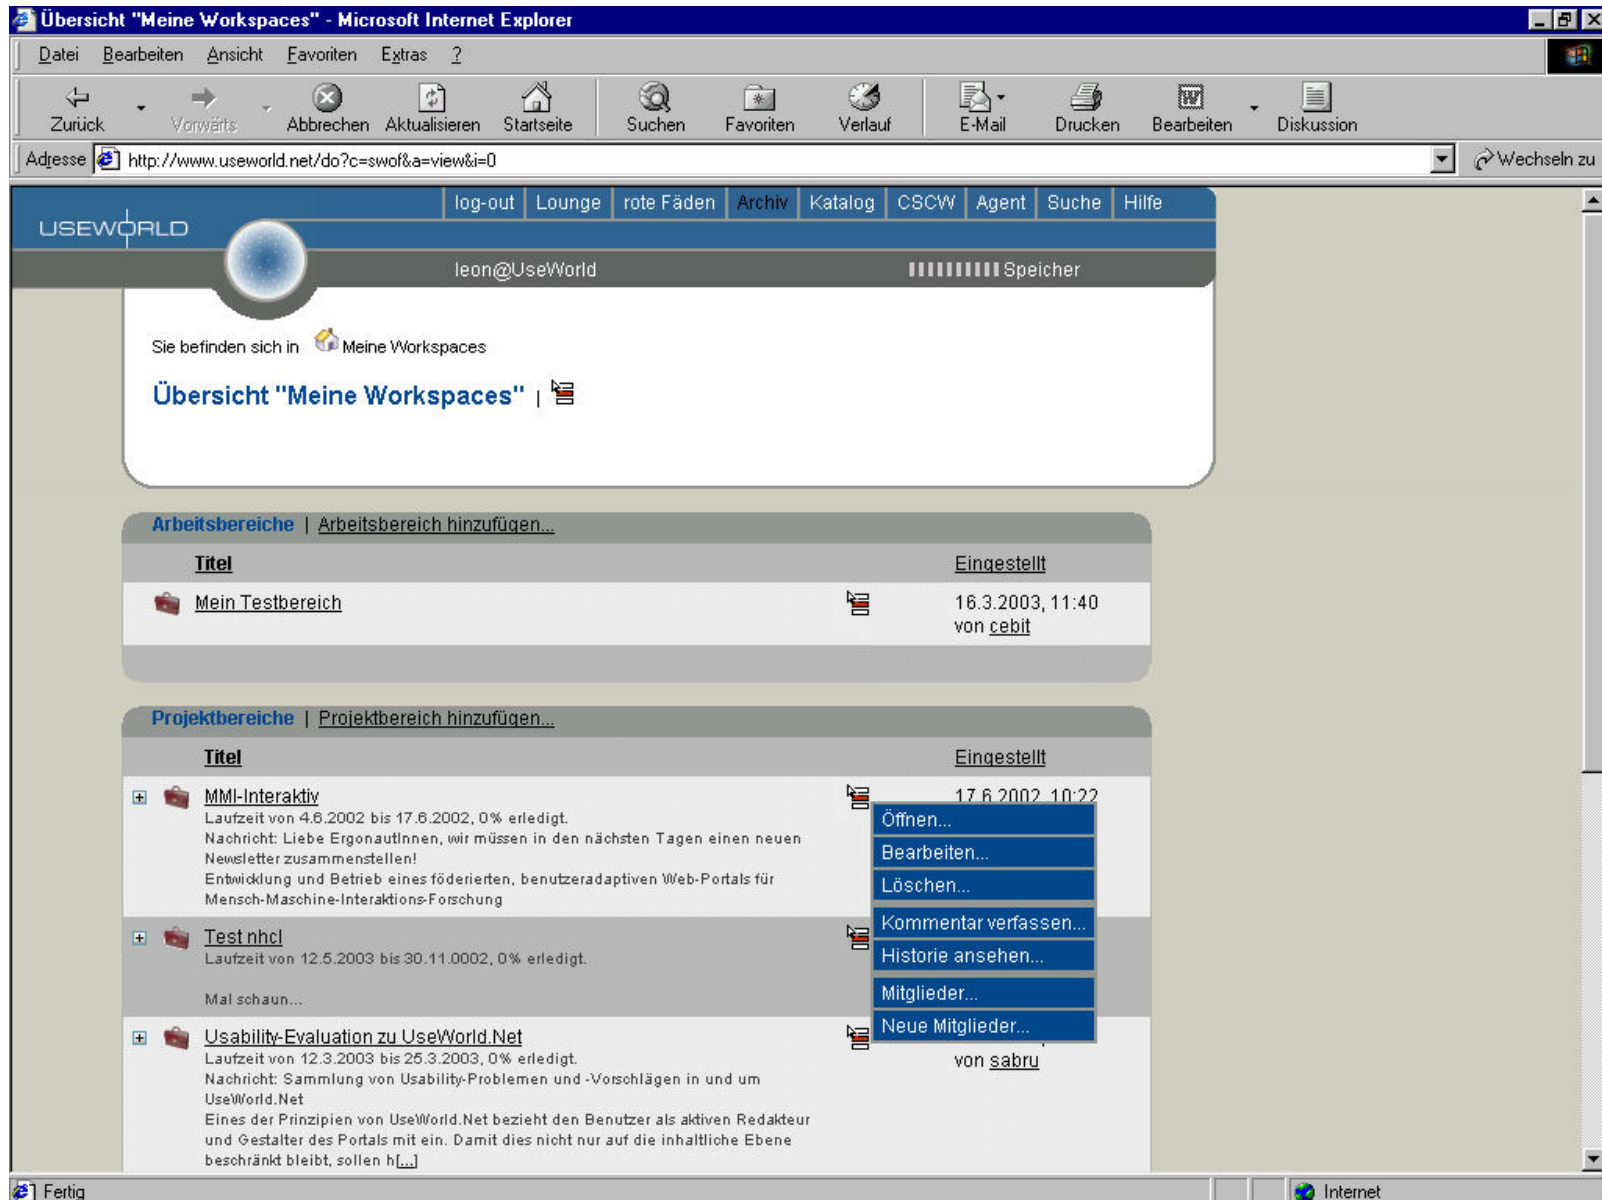 Übersicht "Meine Workspaces" - Microsoft Internet Explorer
Datei Bearbeiten Ansicht Favoriten Extras ?
Zurück Vorwärts Abbrechen Aktualisieren Startseite Suchen Favoriten Verlauf E-Mail Drucken Bearbeiten Diskussion
Adresse http://www.useworld.net/do?c=swof&a=view&i=0 Wechseln zu
log-out Lounge rote Fäden Archiv Katalog CSCW Agent Suche Hilfe
USEWORLD
leon@UseWorld Speicher
Sie befinden sich in Meine Workspaces
Übersicht "Meine Workspaces" |
Arbeitsbereiche | Arbeitsbereich hinzufügen...
Titel Eingestellt
Mein Testbereich 16.3.2003, 11:40
von cebit
Projektbereiche | Projektbereich hinzufügen...
Titel Eingestellt
MMI-Interaktiv 17.6.2002, 10:22
Laufzeit von 4.6.2002 bis 17.6.2002, 0% erledigt.
Nachricht: Liebe ErgonautInnen, wir müssen in den nächsten Tagen einen neuen
Newsletter zusammenstellen!
Entwicklung und Betrieb eines föderierten, benutzeradaptiven Web-Portals für
Mensch-Maschine-Interaktions-Forschung
Öffnen...
Bearbeiten...
Löschen...
Kommentar verfassen...
Historie ansehen...
Mitglieder...
Neue Mitglieder...
Test nhcl
Laufzeit von 12.5.2003 bis 30.11.0002, 0% erledigt.
Mal schaun...
Usability-Evaluation zu UseWorld.Net
Laufzeit von 12.3.2003 bis 25.3.2003, 0% erledigt.
von sabru
Nachricht: Sammlung von Usability-Problemen und -Vorschlägen in und um
UseWorld.Net
Eines der Prinzipien von UseWorld.Net bezieht den Benutzer als aktiven Redakteur
und Gestalter des Portals mit ein. Damit dies nicht nur auf die inhaltliche Ebene
beschränkt bleibt, sollen h[...]
Fertig Internet